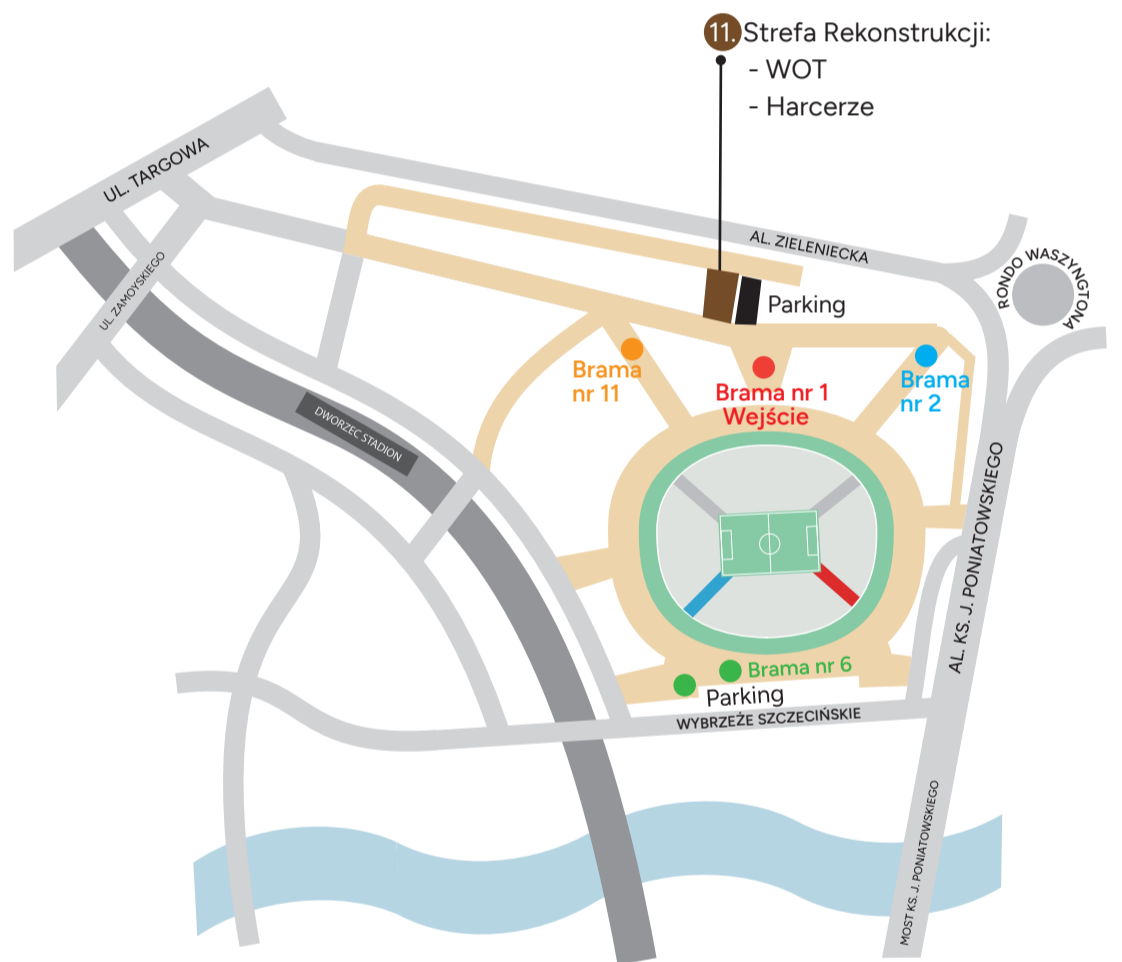 11. Strefa Rekonstrukcji:
- WOT
- Harcerze
UL. TARGOWA
AL. ZIELENIECKA
RONDO WASZYNGTONA
UL. ZAMOYSKIEGO
Parking
Brama
nr 11
Brama nr 1
Wejście
Brama
nr 2
DWORZEC STADION
AL. KS. J. PONIATOWSKIEGO
Brama nr 6
Parking
WYBRZEŻE SZCZECIŃSKIE
MOST KS. J. PONIATOWSKIEGO